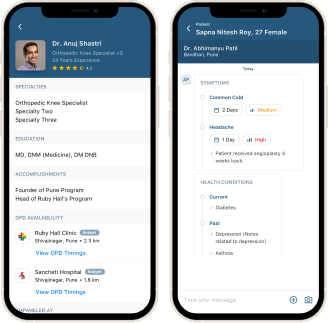 Dr. Anuj Shastri
Orthopedic Knee Specialist +2
24 Years Experience
4.2
SPECIALTIES
Orthopedic Knee Specialist
Specialty Two
Specialty Three
EDUCATION
MD, DNM (Medicine), DM DNB
ACCOMPLISHMENTS
Founder of Pune Program
Head of Ruby Hall's Program
OPD AVAILABILITY
Ruby Hall Clinic Budget
Shivajinagar, Pune • 2.3 km
View OPD Timings
Sancheti Hospital Budget
Shivajinagar, Pune • 1.8 km
View OPD Timings
EMPANELED AT
Patient
Sapna Nitesh Roy, 27 Female
Dr. Abhimanyu Patil
Bavdhan, Pune
Today
AP
SYMPTOMS
Common Cold
2 Days Medium
Headache
1 Day High
Patient received angioplasty 4
weeks back.
HEALTH CONDITIONS
Current
Diabetes
Past
Depression (Notes
related to depression)
Asthma
Type your message